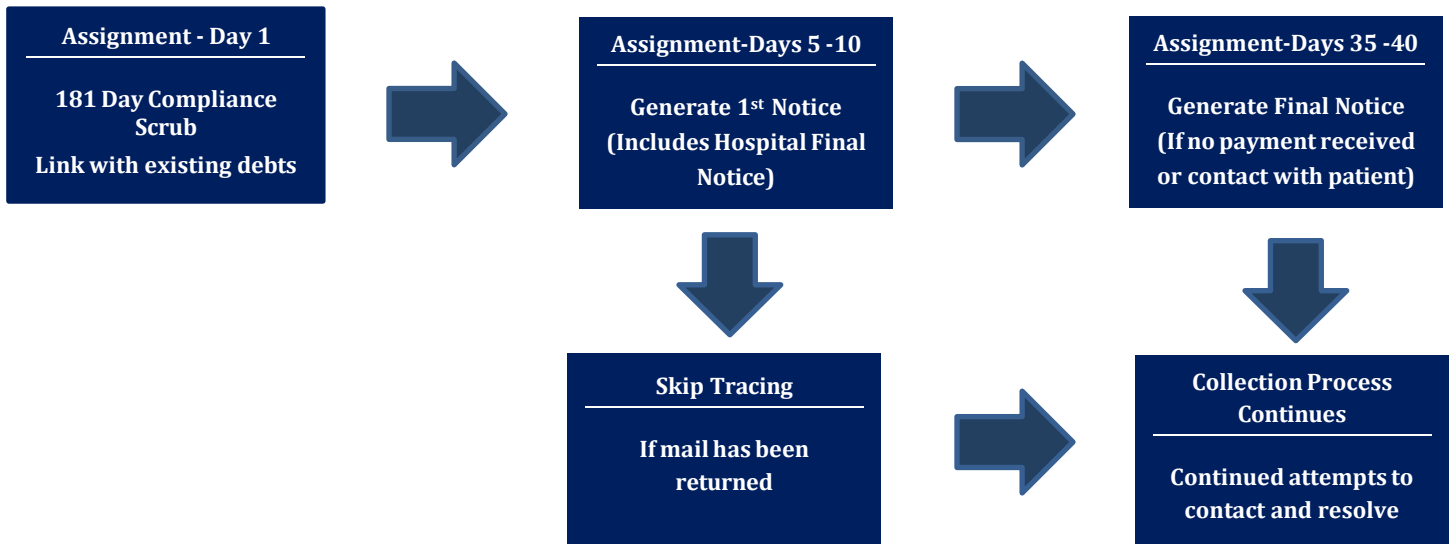 Assignment - Day 1
181 Day Compliance
Scrub
Link with existing debts
Assignment-Days 5 -10
Generate 1st Notice
(Includes Hospital Final
Notice)
Assignment-Days 35 -40
Generate Final Notice
(If no payment received
or contact with patient)
Skip Tracing
If mail has been
returned
Collection Process
Continues
Continued attempts to
contact and resolve